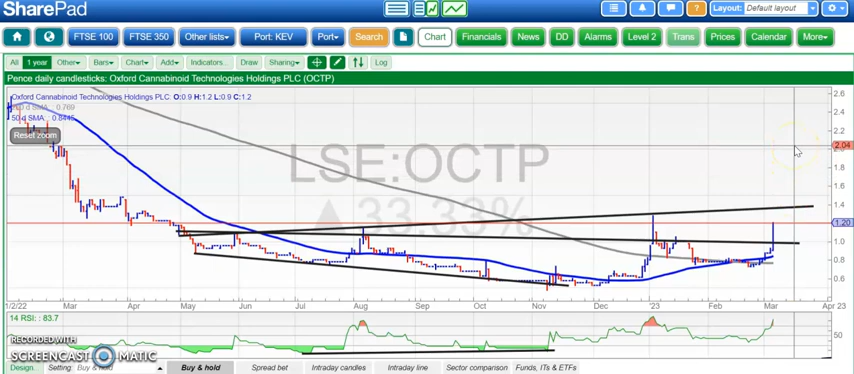 SharePad
Layout: Default layout
FTSE 100 FTSE 350 Other lists Port: KEV Port Search Chart Financials News DD Alarms Level 2 Trans Prices Calendar More
All 1 year Other Bars Chart Add Indicators... Draw Sharing Log
Pence daily candlesticks: Oxford Cannabinoid Technologies Holdings PLC (OCTP)
Oxford Cannabinoid Technologies Holdings PLC: O:0.9 H:1.2 L:0.9 C:1.2
d SMA: 0.769
50 d SMA: 0.8445
Reset zoom
LSE:OCTP
▲33.33%
2.6
2.4
2.2
2.04
2.0
1.8
1.6
1.4
1.20
1.0
0.8
0.6
1/2/22 Mar Apr May Jun Jul Aug Sep Oct Nov Dec '23 Feb Mar Apr 23
14 RSI: : 83.7
50
RECORDED WITH
SCREENCAST MATIC
Design. Setting: Buy & hold Buy & hold Spread bet Intraday candles Intraday line Sector comparison Funds, ITs & ETFs